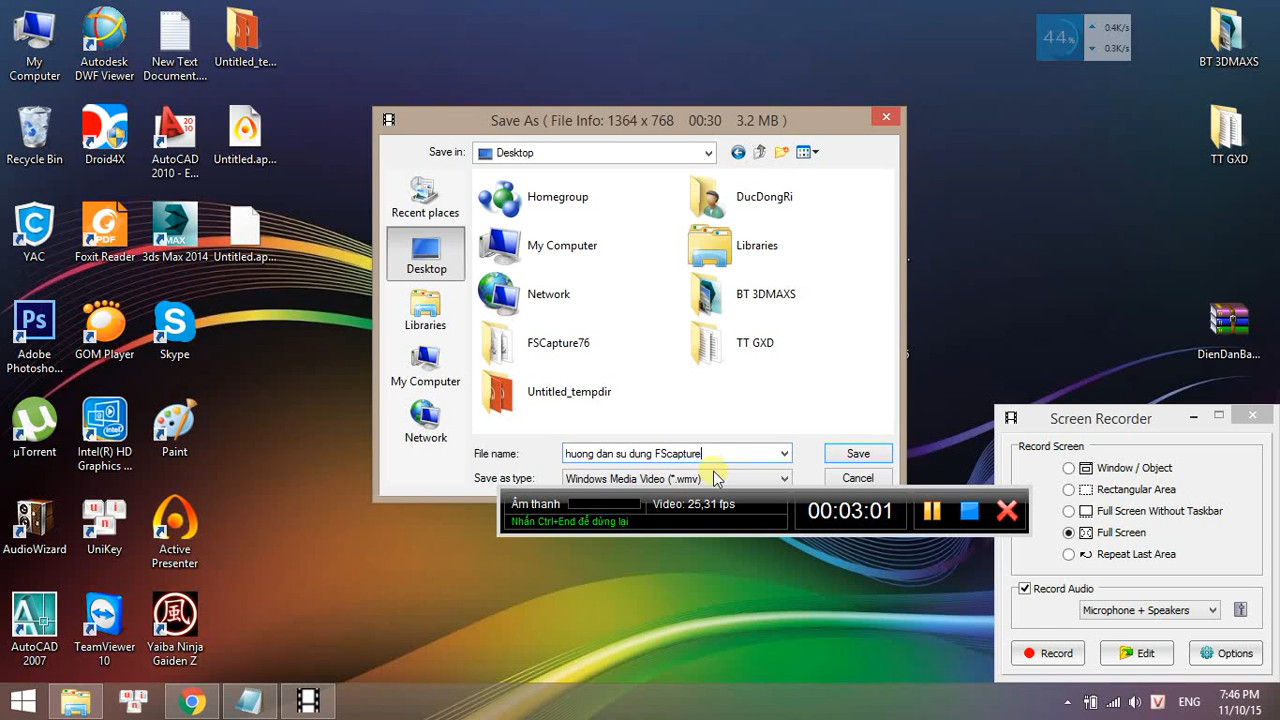 My Computer
Autodesk DWF Viewer
New Text Document....
Untitled_te...
44%
0.4K/s
0.3K/s
BT 3DMAXS
Recycle Bin
Droid4X
AutoCAD 2010 - E...
Untitled.ap...
TT GXD
YAC
Foxit Reader
3ds Max 2014
Untitled.ap...
Adobe Photosho...
GOM Player
Skype
DienDanBa...
µTorrent
Intel(R) HD Graphics ...
Paint
AudioWizard
UniKey
Active Presenter
AutoCAD 2007
TeamViewer 10
Yaiba Ninja Gaiden Z
Save As ( File Info: 1364 x 768 00:30 3.2 MB )
Save in:
Desktop
Recent places
Desktop
Libraries
My Computer
Network
Homegroup
DucDongRi
My Computer
Libraries
Network
BT 3DMAXS
FSCapture76
TT GXD
Untitled_tempdir
File name:
huong dan su dung FScapture
Save
Save as type:
Windows Media Video (*.wmv)
Cancel
Âm thanh
Video: 25,31 fps
Nhấn Ctrl+End để dừng lại
00:03:01
Screen Recorder
Record Screen
Window / Object
Rectangular Area
Full Screen Without Taskbar
Full Screen
Repeat Last Area
Record Audio
Microphone + Speakers
Record
Edit
Options
V
ENG
7:46 PM
11/10/15